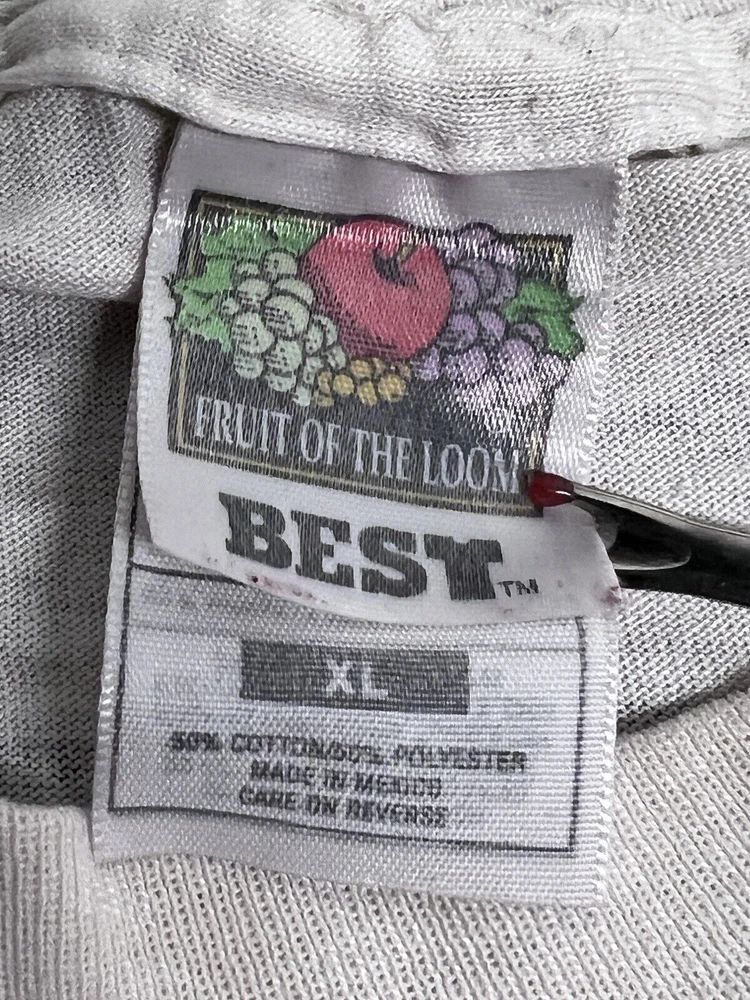 FRUIT OF THE LOOM
BEST™
XL
50% COTTON/50% POLYESTER
MADE IN MEXICO
CARE ON REVERSE